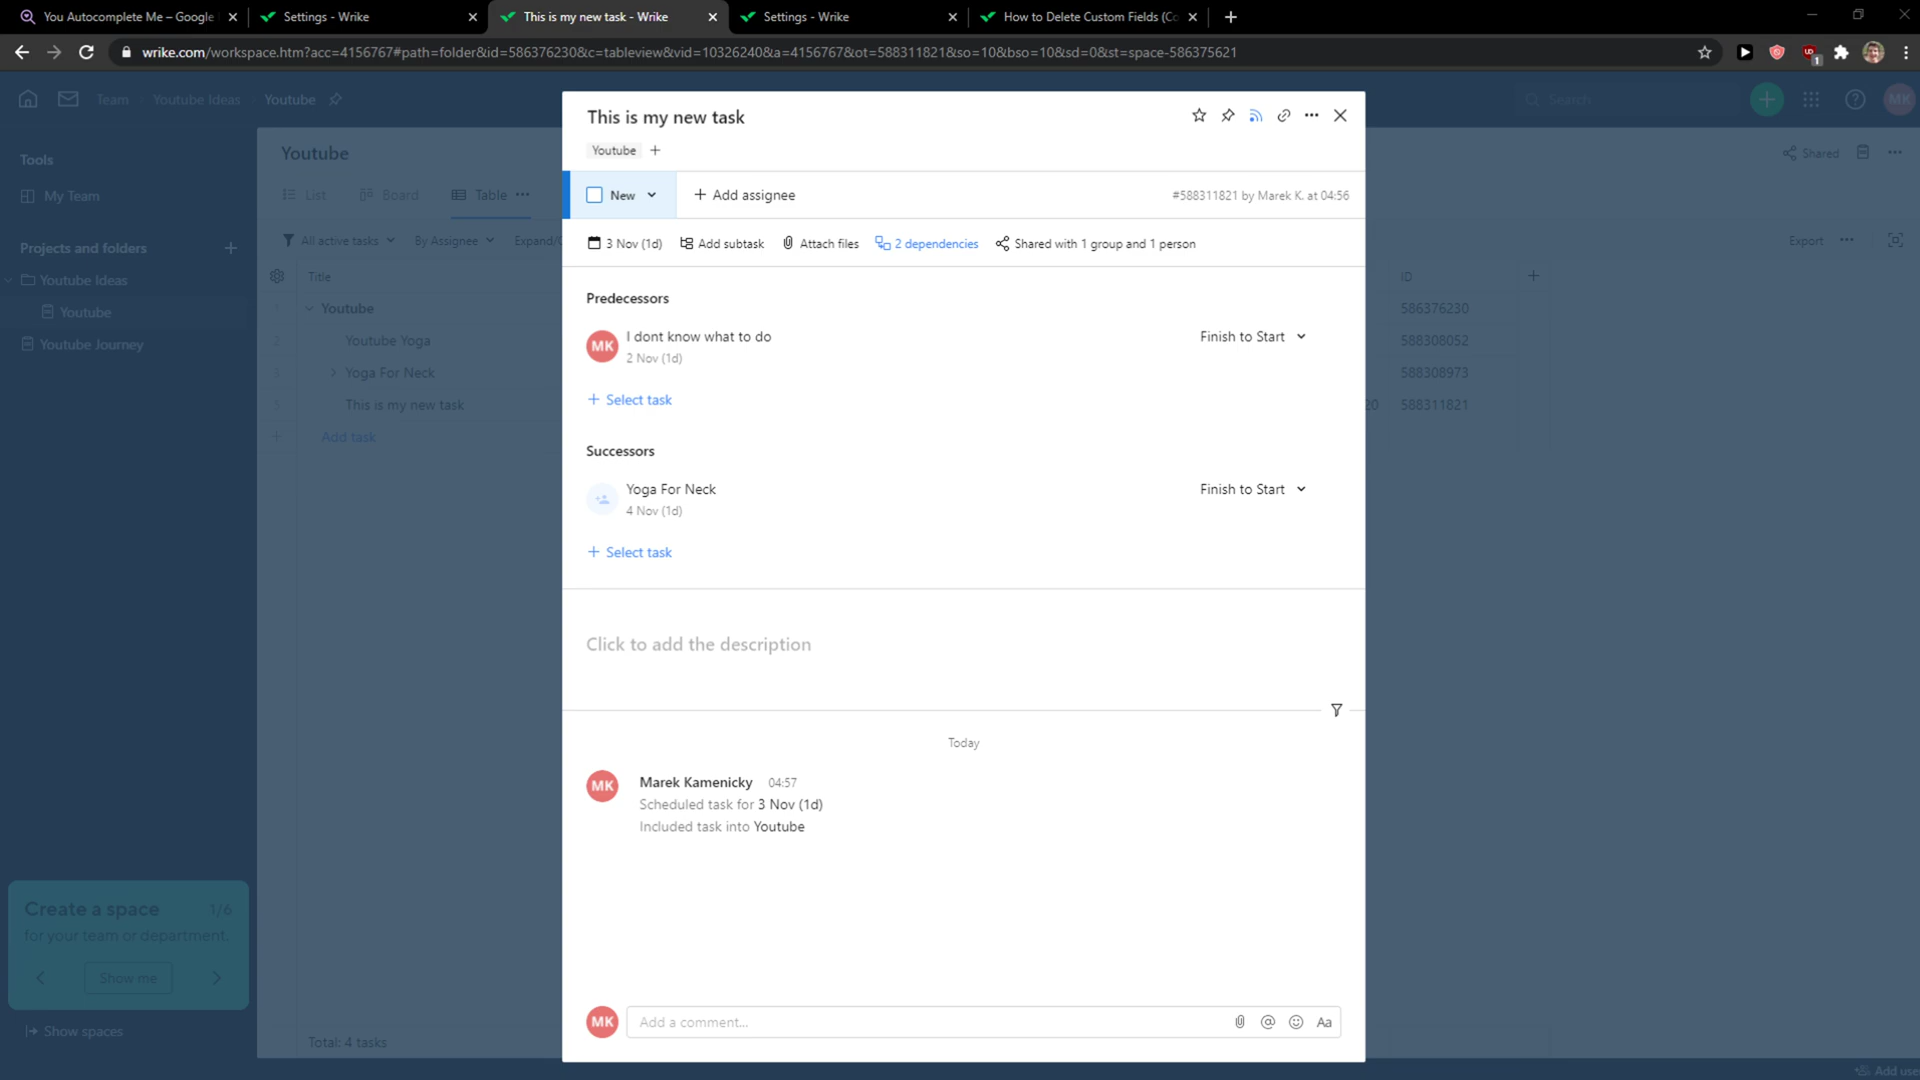 You Autocomplete Me – Google
Settings - Wrike
This is my new task - Wrike
Settings - Wrike
How to Delete Custom Fields (Co
wrike.com/workspace.htm?acc=4156767#path=folder&id=586376230&c=tableview&vid=10326240&a=4156767&ot=588311821&so=10&bso=10&sd=0&st=space-586375621
1
Team
Youtube Ideas
Youtube
Search
MK
Tools
My Team
Projects and folders
Youtube Ideas
Youtube
Youtube Journey
Youtube
Shared
List
Board
Table
All active tasks
By Assignee
Expand/C
Export
Title
ID
1
Youtube
586376230
2
Youtube Yoga
588308052
3
Yoga For Neck
588308973
5
This is my new task
20
588311821
Add task
Total: 4 tasks
This is my new task
Youtube
New
Add assignee
#588311821 by Marek K. at 04:56
3 Nov (1d)
Add subtask
Attach files
2 dependencies
Shared with 1 group and 1 person
Predecessors
MK
I dont know what to do
Finish to Start
2 Nov (1d)
+ Select task
Successors
Yoga For Neck
Finish to Start
4 Nov (1d)
+ Select task
Click to add the description
Today
MK
Marek Kamenicky 04:57
Scheduled task for 3 Nov (1d)
Included task into Youtube
MK
Add a comment...
Aa
Create a space
1/6
for your team or department.
Show me
Show spaces
Add use